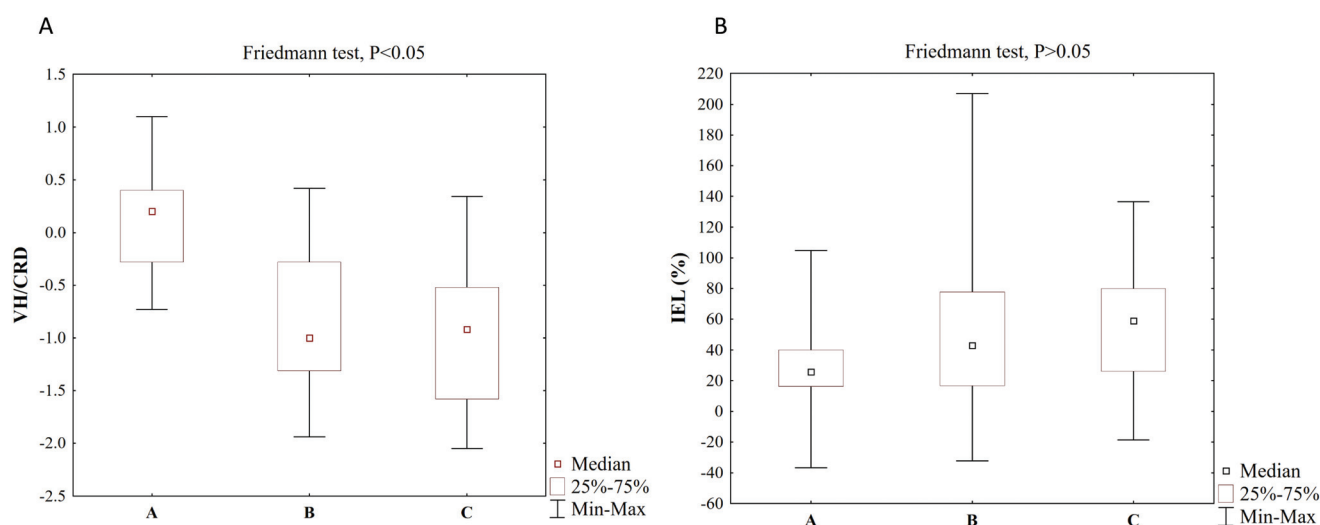 A
Friedmann test, P<0.05
1.5
1.0
0.5
0.0
-0.5
-1.0
-1.5
-2.0
-2.5
VH/CRD
A B C
Median
25%-75%
Min-Max
B
Friedmann test, P>0.05
220
200
180
160
140
120
100
80
60
40
20
0
-20
-40
-60
IEL (%)
A B C
Median
25%-75%
Min-Max